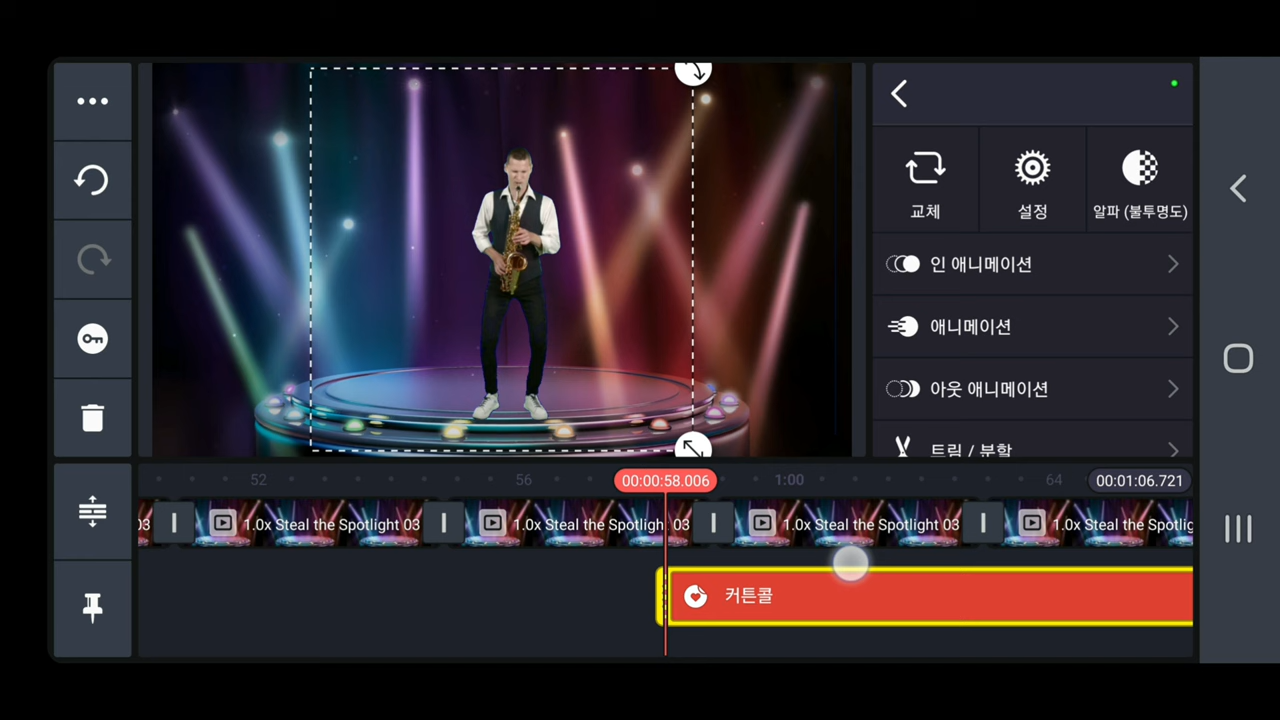 교체
설정
알파 (불투명도)
인 애니메이션
애니메이션
아웃 애니메이션
트림 / 분할
52
56
00:00:58.006
1:00
64
00:01:06.721
03
1.0x Steal the Spotlight 03
1.0x Steal the Spotligh 03
1.0x Steal the Spotlight 03
1.0x Steal the Spotlig
커튼콜